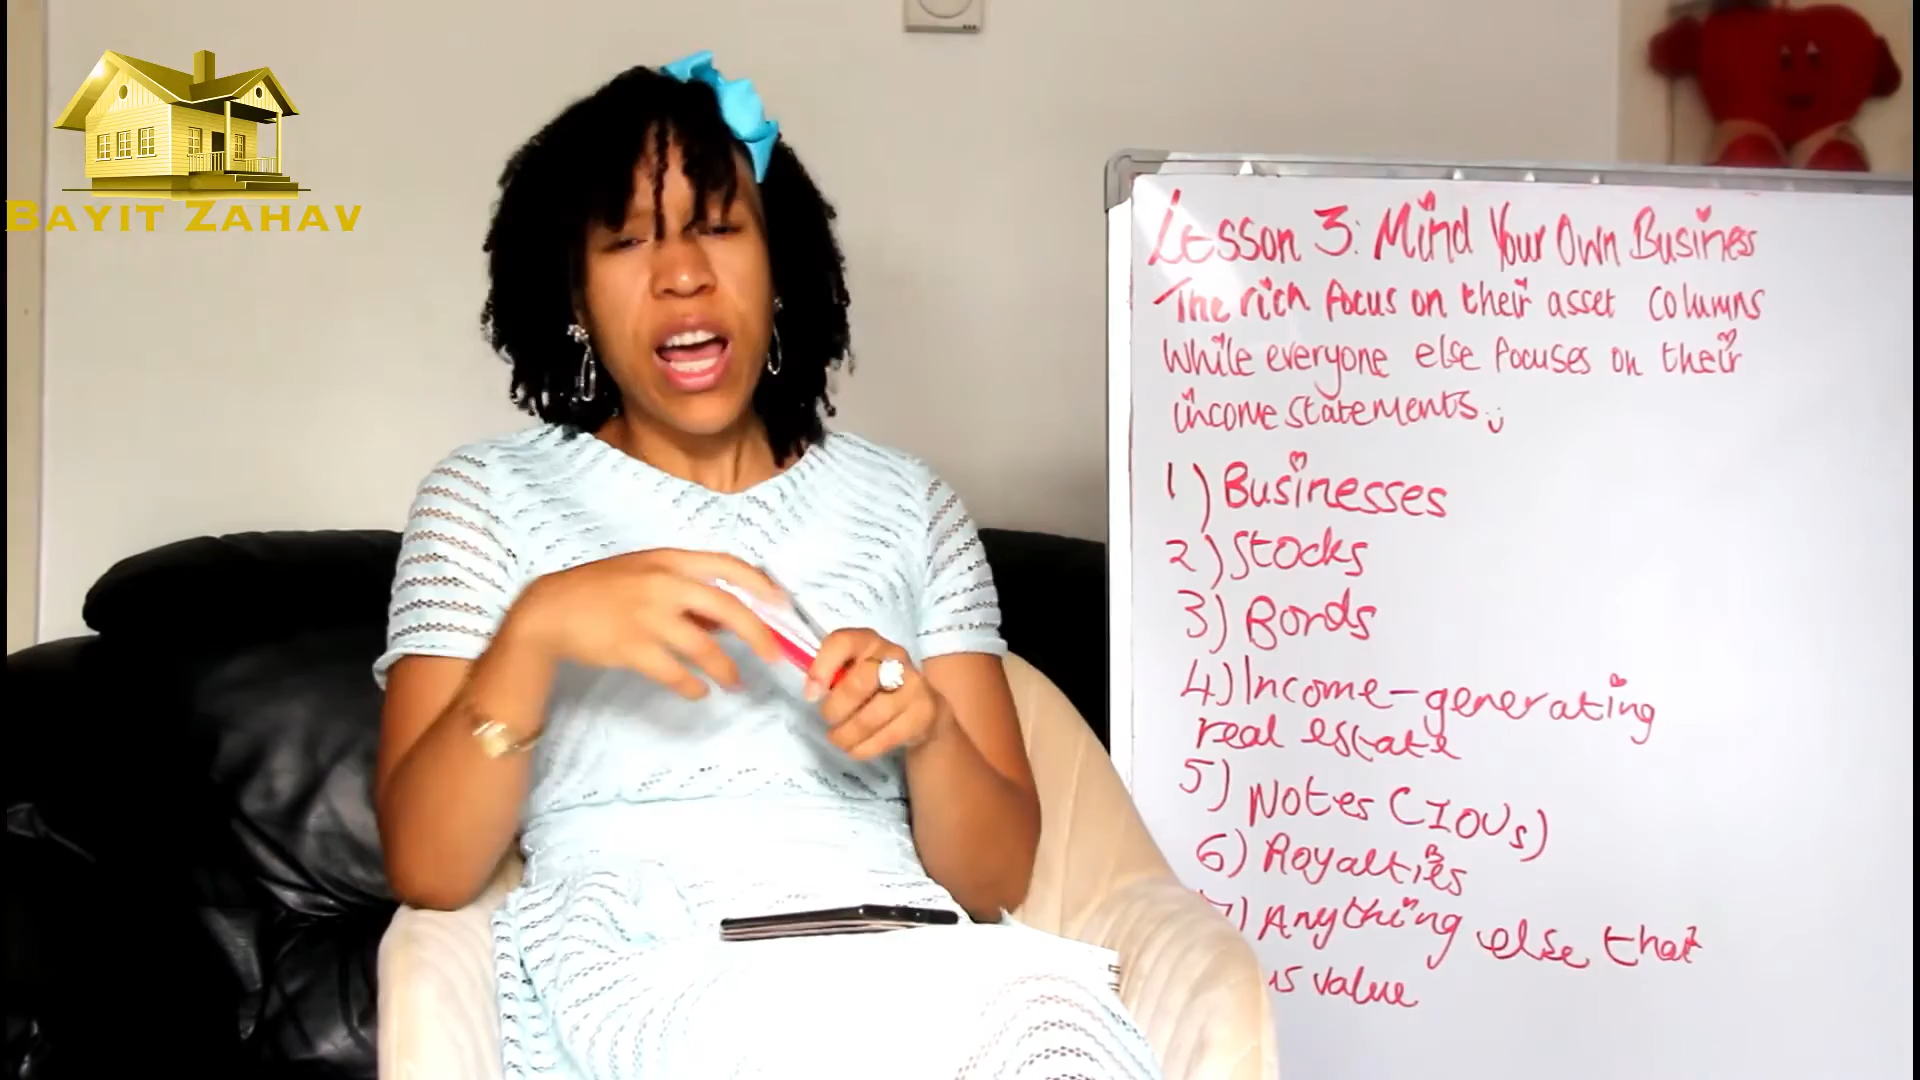 BAYIT ZAHAV
Lesson 3: Mind Your Own Business
The rich focus on their asset columns
While everyone else focuses on their
income statements.
1) Businesses
2) Stocks
3) Bonds
4) Income-generating
real estate
5) Notes (IOUs)
6) Royalties
7) Anything else that
value